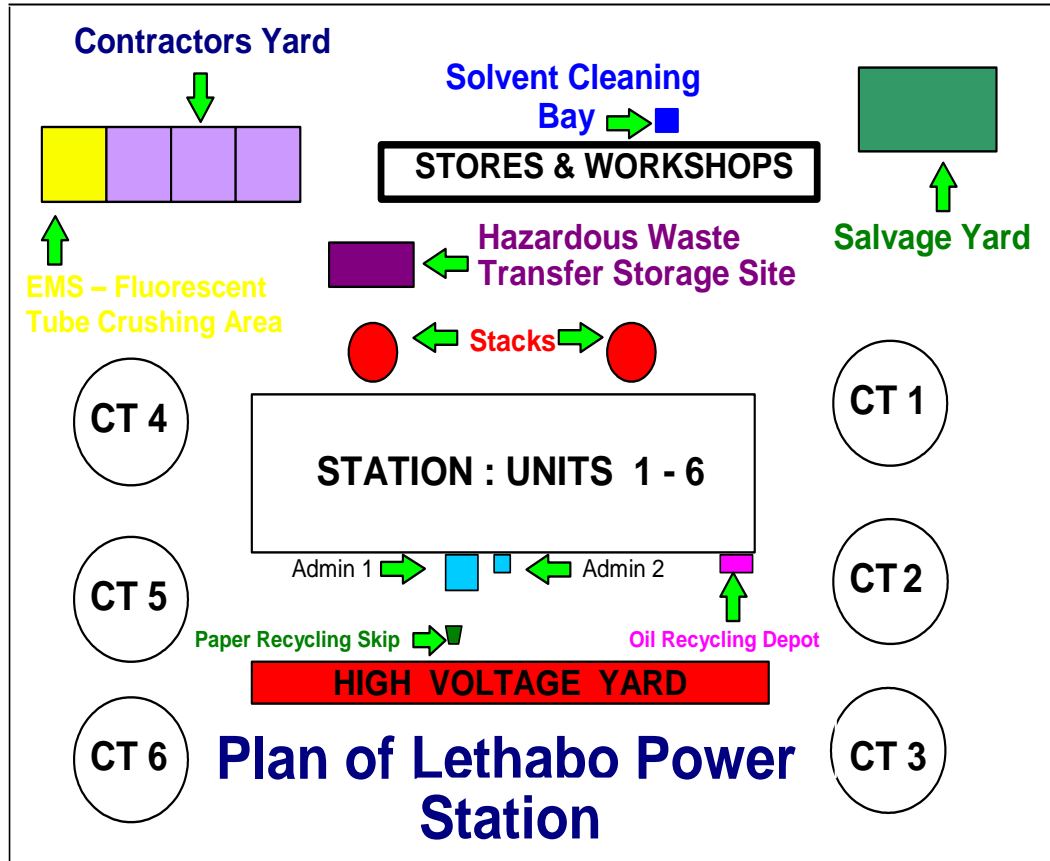 Contractors Yard
Solvent Cleaning
Bay
STORES & WORKSHOPS
Hazardous Waste
Transfer Storage Site
Salvage Yard
EMS – Fluorescent
Tube Crushing Area
Stacks
CT 4
CT 1
STATION : UNITS 1 - 6
Admin 1
Admin 2
CT 5
CT 2
Paper Recycling Skip
Oil Recycling Depot
HIGH VOLTAGE YARD
CT 6
CT 3
Plan of Lethabo Power
Station